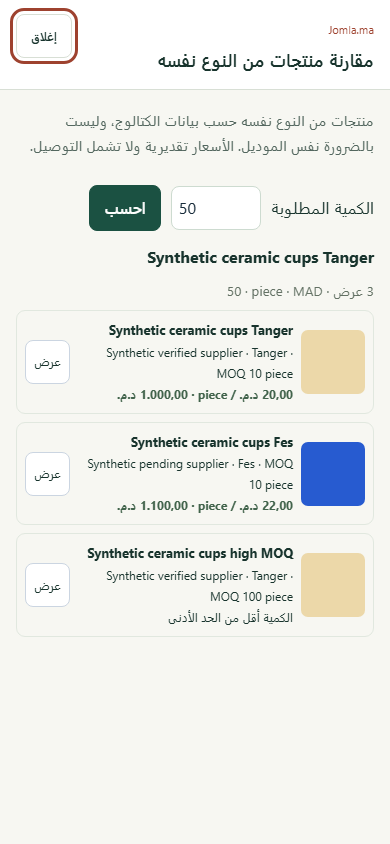 Jomla.ma
مقارنة منتجات من النوع نفسه
إغلاق
منتجات من النوع نفسه حسب بيانات الكتالوج، وليست
بالضرورة نفس الموديل. الأسعار تقديرية ولا تشمل التوصيل.
الكمية المطلوبة
50
احسب
Synthetic ceramic cups Tanger
3 عرض · 50 · piece · MAD
Synthetic ceramic cups Tanger
Synthetic verified supplier · Tanger ·
MOQ 10 piece
20,00 د.م. / piece · 1.000,00 د.م.
عرض
Synthetic ceramic cups Fes
Synthetic pending supplier · Fes · MOQ
10 piece
22,00 د.م. / piece · 1.100,00 د.م.
عرض
Synthetic ceramic cups high MOQ
Synthetic verified supplier · Tanger ·
MOQ 100 piece
الكمية أقل من الحد الأدنى
عرض